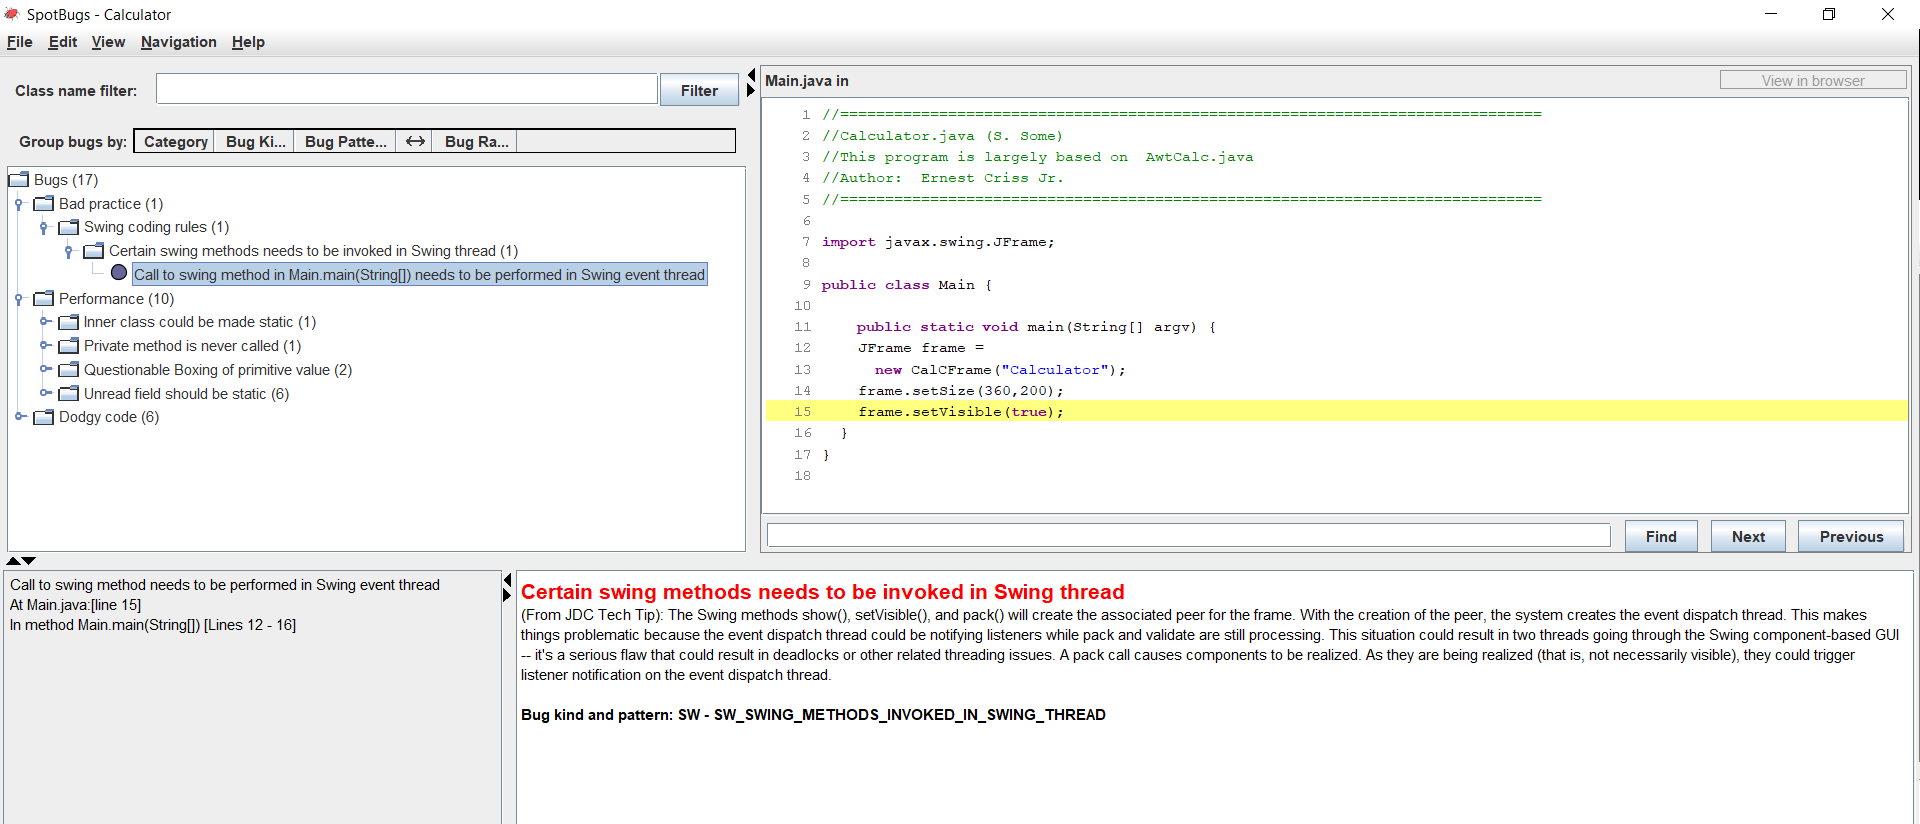 SpotBugs - Calculator
File Edit View Navigation Help
Class name filter:
Filter
Group bugs by: Category Bug Ki... Bug Patte... Bug Ra...
Bugs (17)
Bad practice (1)
Swing coding rules (1)
Certain swing methods needs to be invoked in Swing thread (1)
Call to swing method in Main.main(String[]) needs to be performed in Swing event thread
Performance (10)
Inner class could be made static (1)
Private method is never called (1)
Questionable Boxing of primitive value (2)
Unread field should be static (6)
Dodgy code (6)
Main.java in
View in browser
1 //==============================================================================
2 //Calculator.java (S. Some)
3 //This program is largely based on  AwtCalc.java
4 //Author:  Ernest Criss Jr.
5 //==============================================================================
6
7 import javax.swing.JFrame;
8
9 public class Main {
10
11 public static void main(String[] argv) {
12 JFrame frame =
13 new CalCFrame("Calculator");
14 frame.setSize(360,200);
15 frame.setVisible(true);
16 }
17 }
18
Find Next Previous
Call to swing method needs to be performed in Swing event thread
At Main.java:[line 15]
In method Main.main(String[]) [Lines 12 - 16]
Certain swing methods needs to be invoked in Swing thread
(From JDC Tech Tip): The Swing methods show(), setVisible(), and pack() will create the associated peer for the frame. With the creation of the peer, the system creates the event dispatch thread. This makes
things problematic because the event dispatch thread could be notifying listeners while pack and validate are still processing. This situation could result in two threads going through the Swing component-based GUI
-- it's a serious flaw that could result in deadlocks or other related threading issues. A pack call causes components to be realized. As they are being realized (that is, not necessarily visible), they could trigger
listener notification on the event dispatch thread.
Bug kind and pattern: SW - SW_SWING_METHODS_INVOKED_IN_SWING_THREAD